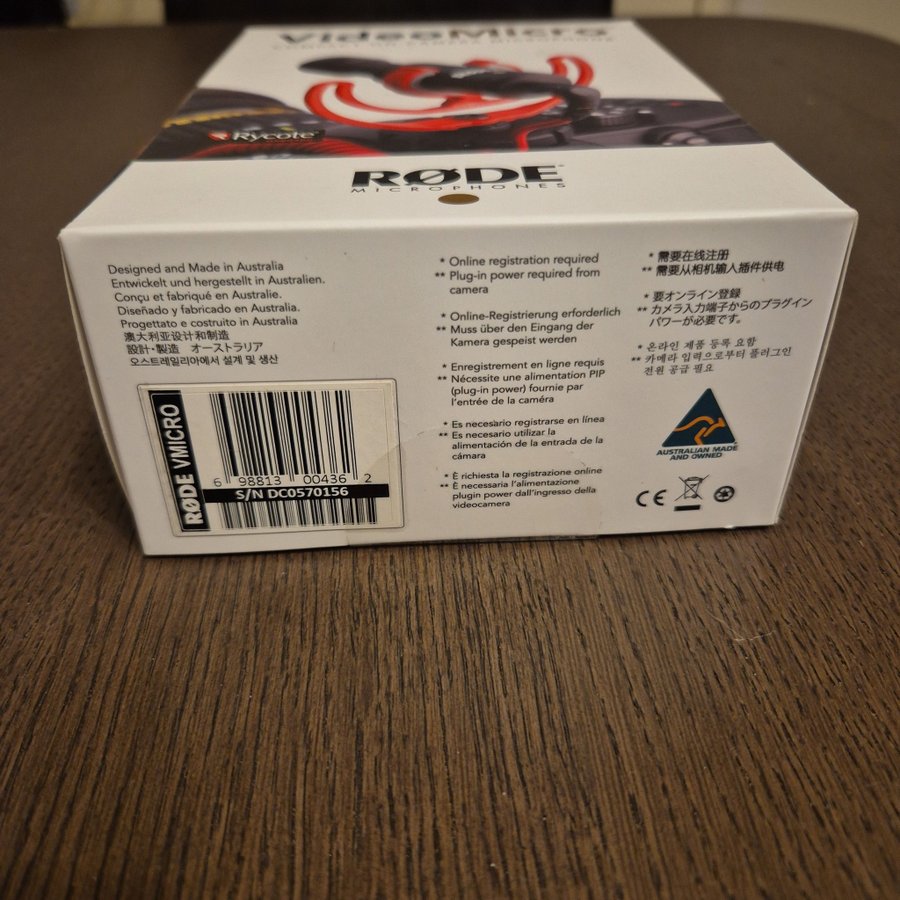 VideoMicro
COMPACT ON-CAMERA MICROPHONE
Rycote
RØDE
MICROPHONES
Designed and Made in Australia
Entwickelt und hergestellt in Australien.
Conçu et fabriqué en Australie.
Diseñado y fabricado en Australia.
Progettato e costruito in Australia
澳大利亚设计和制造
設計・製造 オーストラリア
오스트레일리아에서 설계 및 생산
RØDE VMICRO
6 98813 00436 2
S/N DC0570156
* Online registration required
** Plug-in power required from
camera
* Online-Registrierung erforderlich
** Muss über den Eingang der
Kamera gespeist werden
* Enregistrement en ligne requis
** Nécessite une alimentation PIP
(plug-in power) fournie par
l'entrée de la caméra
* Es necesario registrarse en línea
** Es necesario utilizar la
alimentación de la entrada de la
cámara
* È richiesta la registrazione online
** È necessaria l'alimentazione
plugin power dall'ingresso della
videocamera
* 需要在线注册
** 需要从相机输入插件供电
* 要オンライン登録
** カメラ入力端子からのプラグイン
パワーが必要です。
* 온라인 제품 등록 요함
** 카메라 입력으로부터 플러그인
전원 공급 필요
AUSTRALIAN MADE
AND OWNED
CE